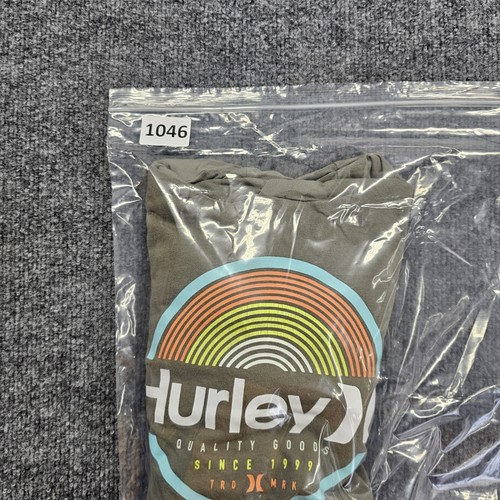 1046
Hurley
QUALITY GOODS
SINCE 1999
TRD MRK